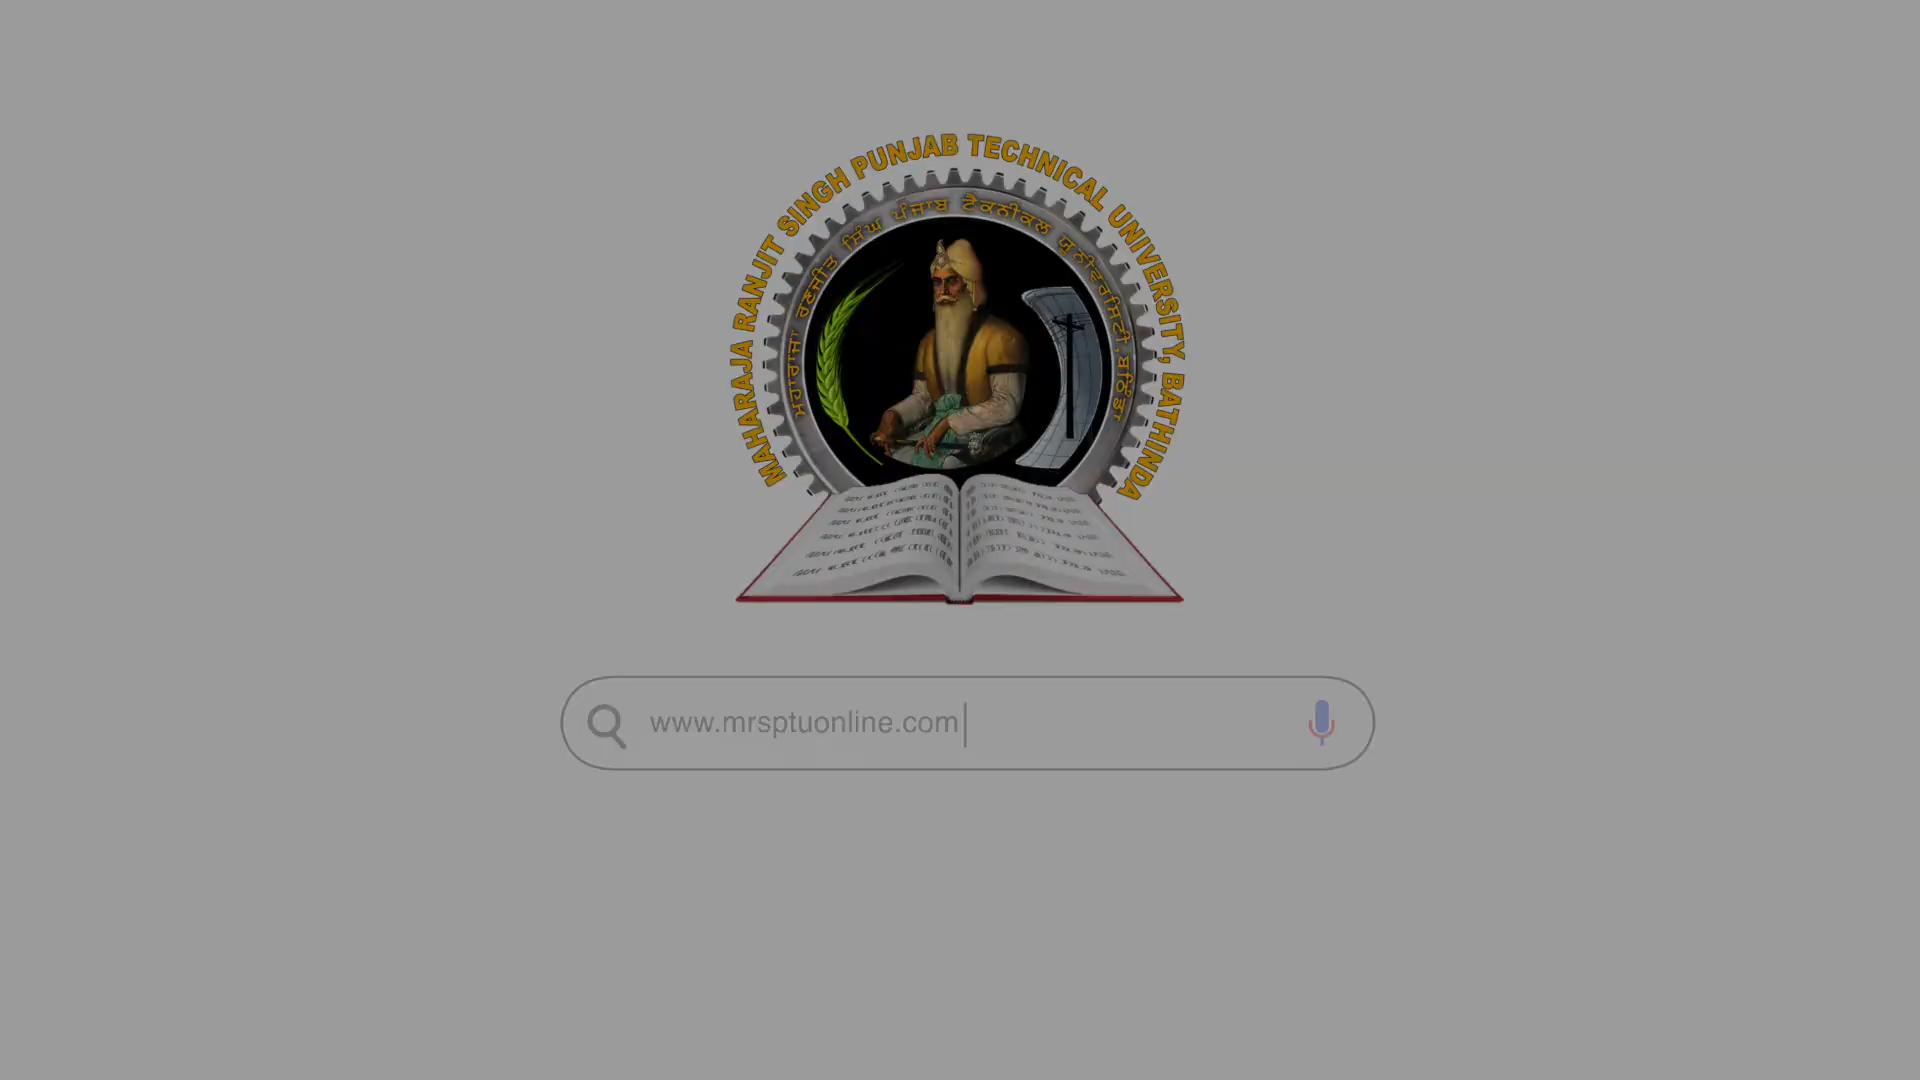 MAHARAJA RANJIT SINGH PUNJAB TECHNICAL UNIVERSITY, BATHINDA
ਮਹਾਰਾਜਾ ਰਣਜੀਤ ਸਿੰਘ ਪੰਜਾਬ ਟੈਕਨੀਕਲ ਯੂਨੀਵਰਸਿਟੀ, ਬਠਿੰਡਾ
www.mrsptuonline.com